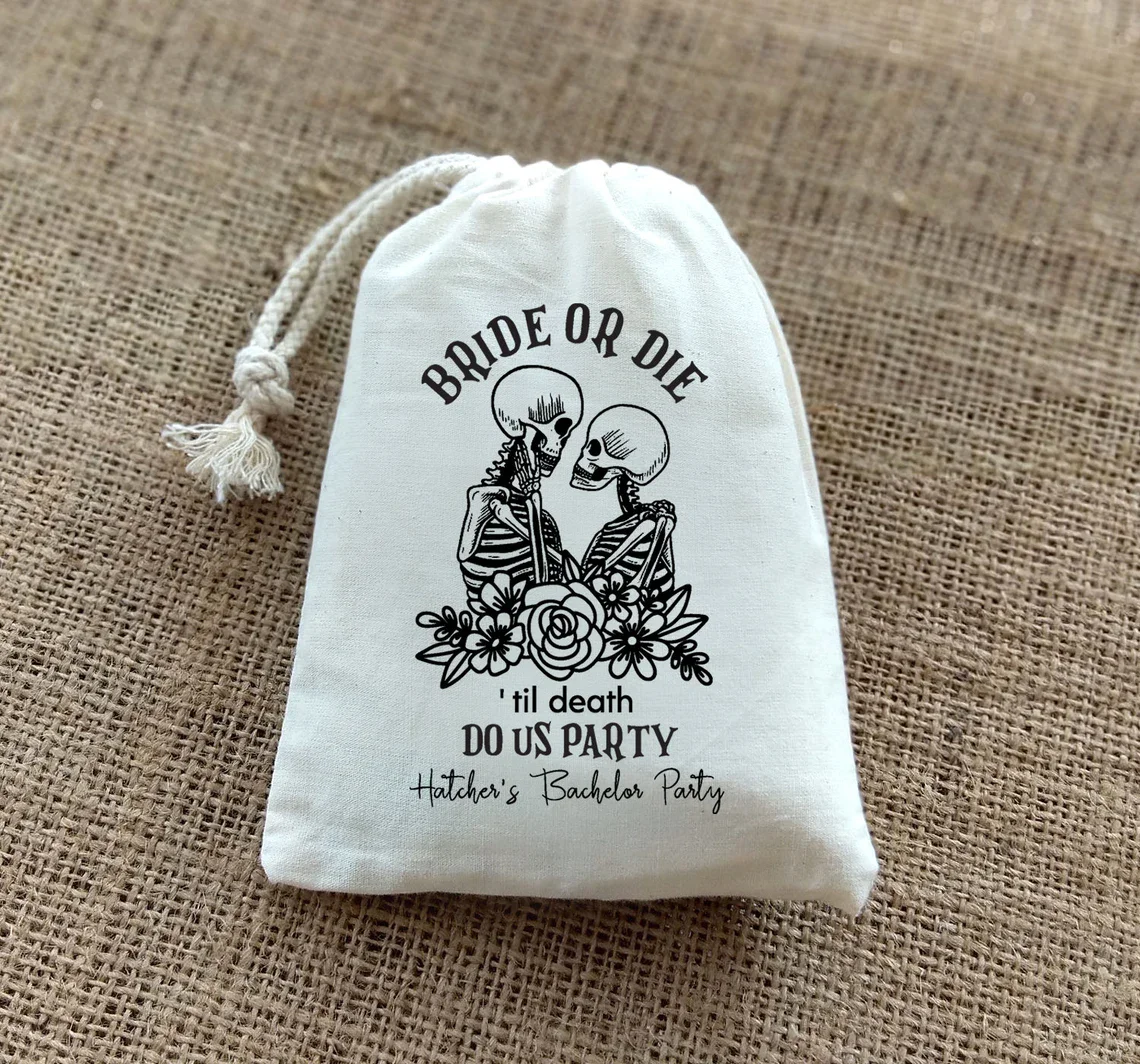 BRIDE OR DIE
'til death
DO US PARTY
Hatcher's Bachelor Party